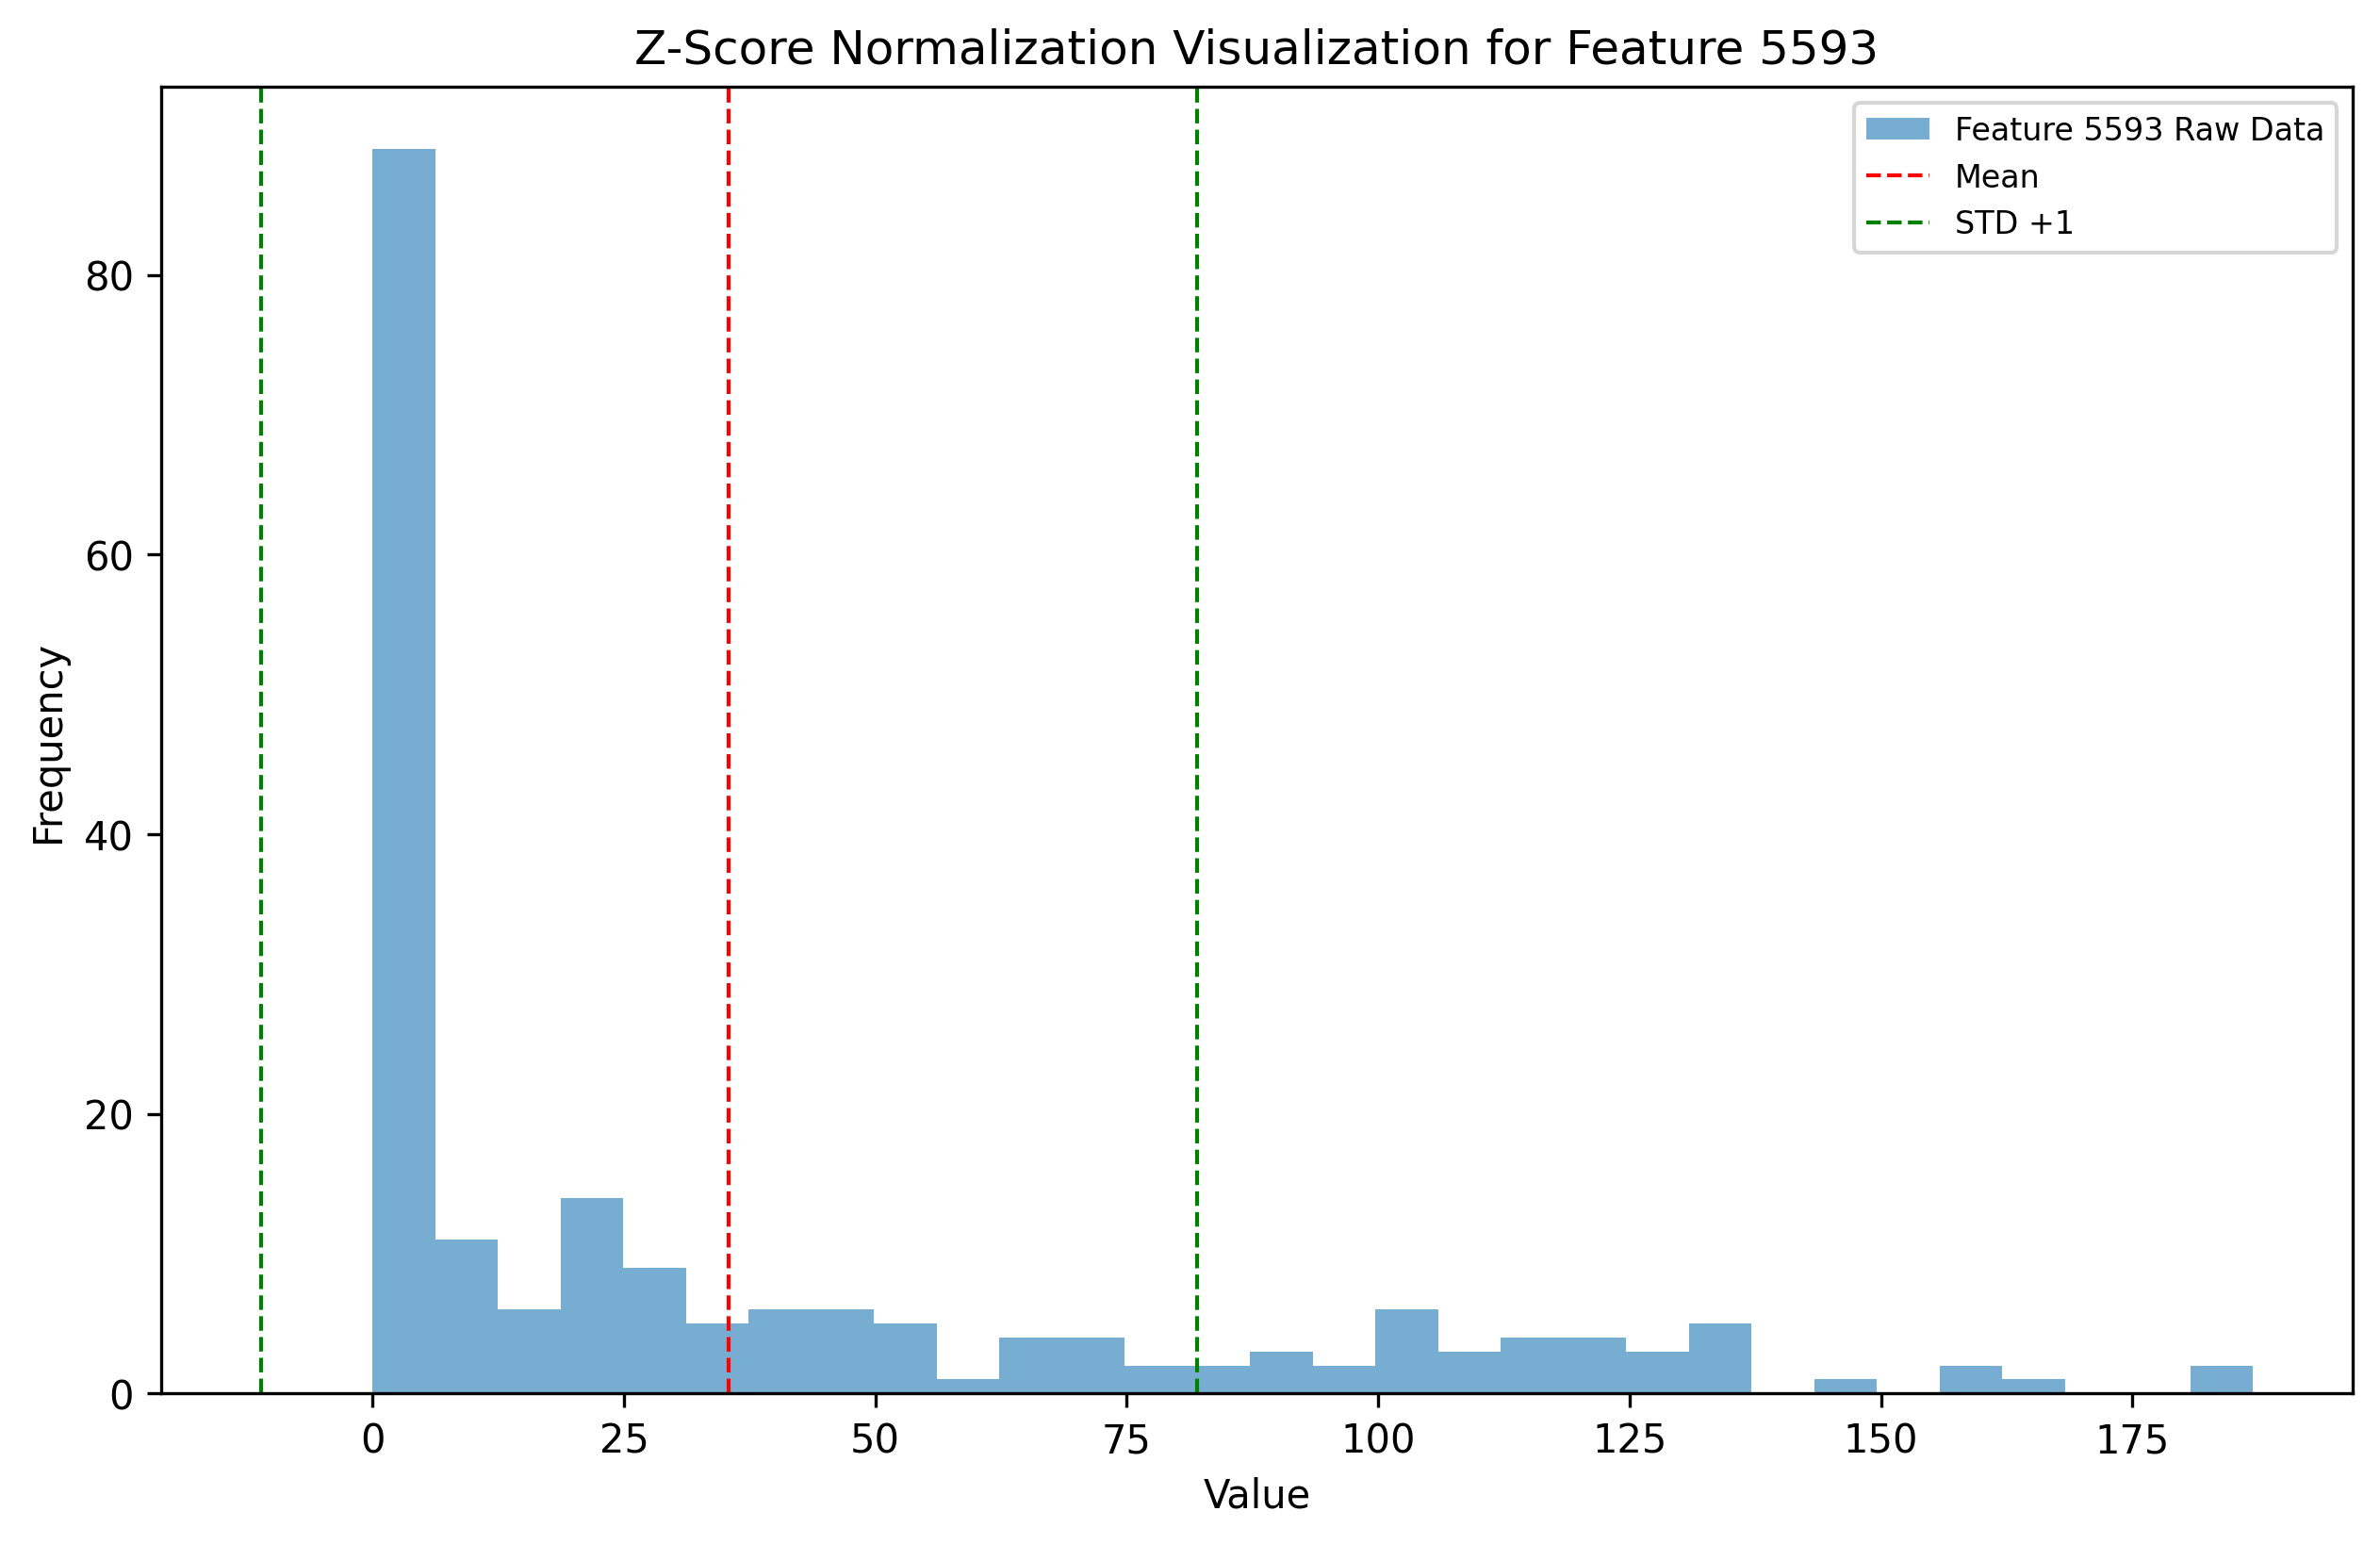 Z-Score Normalization Visualization for Feature 5593
Feature 5593 Raw Data
Mean
STD +1
80
60
40
20
0
Frequency
0 25 50 75 100 125 150 175
Value